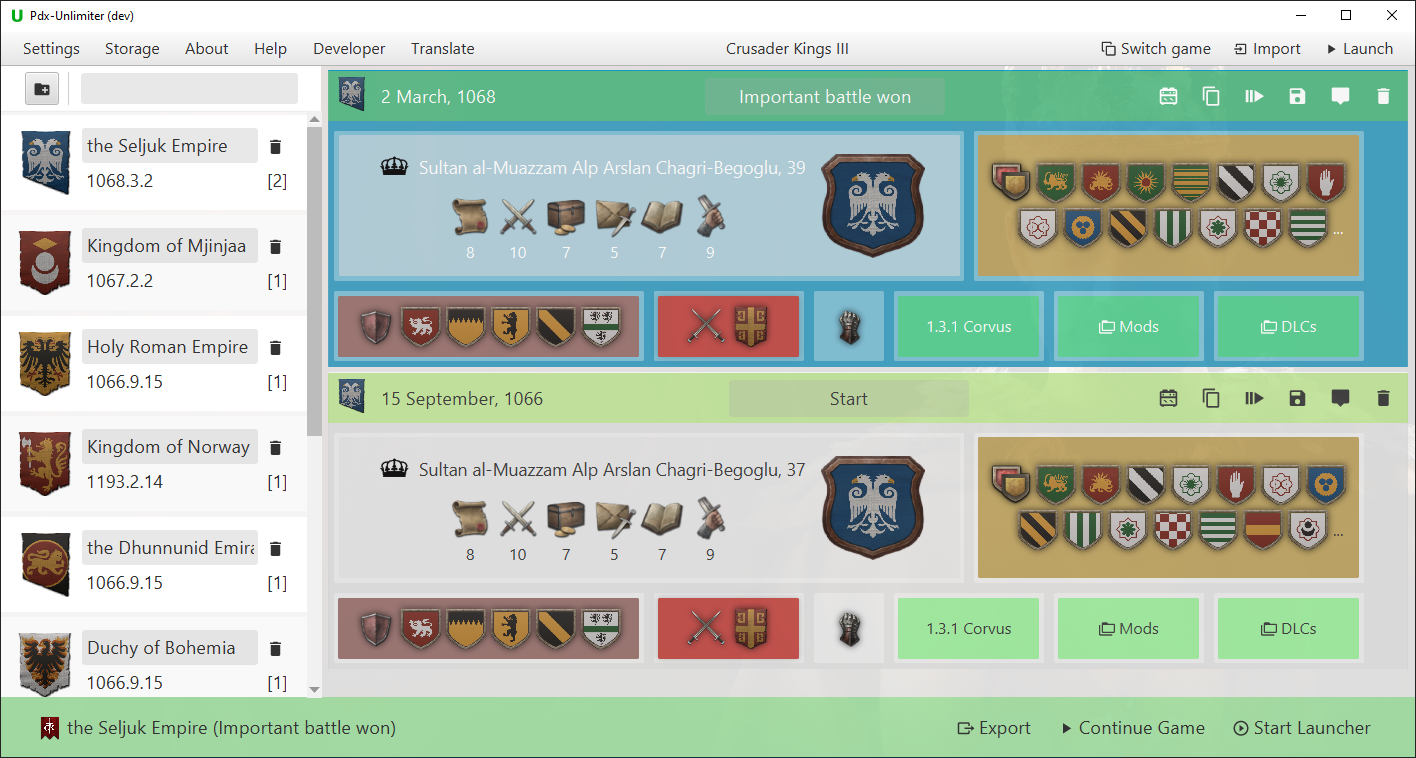 Pdx-Unlimiter (dev)
Settings Storage About Help Developer Translate Crusader Kings III Switch game Import Launch
the Seljuk Empire
1068.3.2 [2]
Kingdom of Mjinjaa
1067.2.2 [1]
Holy Roman Empire
1066.9.15 [1]
Kingdom of Norway
1193.2.14 [1]
the Dhunnunid Emira
1066.9.15 [1]
Duchy of Bohemia
1066.9.15 [1]
2 March, 1068 Important battle won
Sultan al-Muazzam Alp Arslan Chagri-Begoglu, 39
8 10 7 5 7 9
...
1.3.1 Corvus Mods DLCs
15 September, 1066 Start
Sultan al-Muazzam Alp Arslan Chagri-Begoglu, 37
8 10 7 5 7 9
...
1.3.1 Corvus Mods DLCs
the Seljuk Empire (Important battle won) Export Continue Game Start Launcher